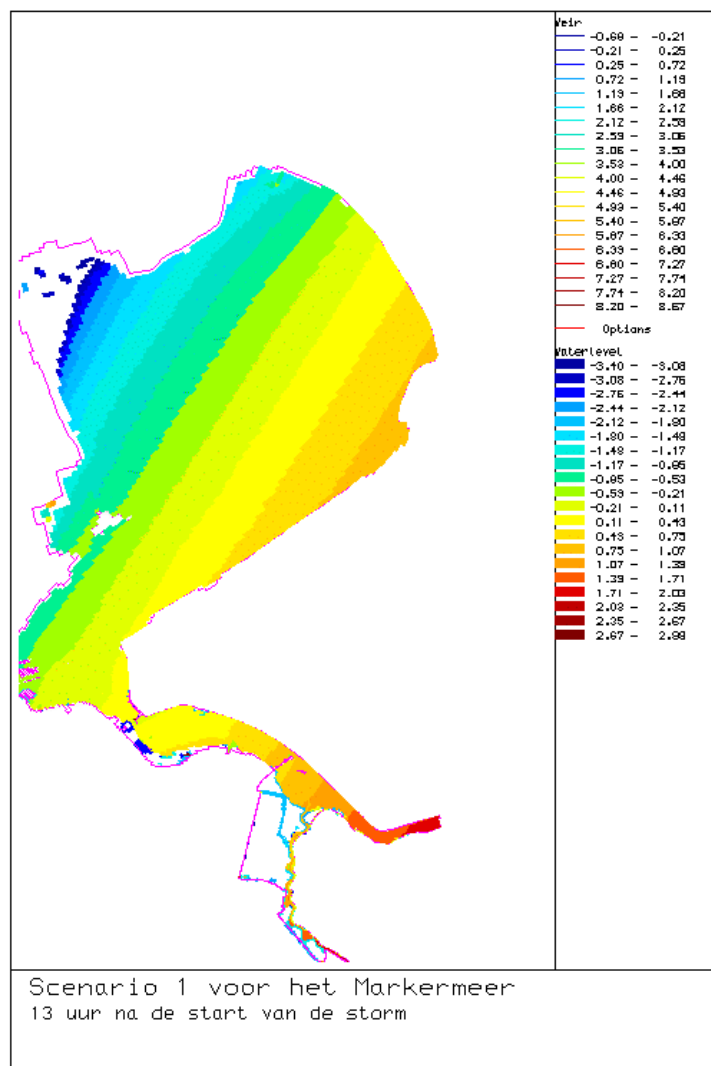 Weir
-0.68 - -0.21
-0.21 - 0.25
0.25 - 0.72
0.72 - 1.19
1.19 - 1.66
1.66 - 2.12
2.12 - 2.59
2.59 - 3.06
3.06 - 3.53
3.53 - 4.00
4.00 - 4.46
4.46 - 4.93
4.93 - 5.40
5.40 - 5.87
5.87 - 6.33
6.33 - 6.80
6.80 - 7.27
7.27 - 7.74
7.74 - 8.20
8.20 - 8.67
Options
Waterlevel
-3.40 - -3.08
-3.08 - -2.76
-2.76 - -2.44
-2.44 - -2.12
-2.12 - -1.80
-1.80 - -1.49
-1.49 - -1.17
-1.17 - -0.85
-0.85 - -0.53
-0.53 - -0.21
-0.21 - 0.11
0.11 - 0.43
0.43 - 0.75
0.75 - 1.07
1.07 - 1.39
1.39 - 1.71
1.71 - 2.03
2.03 - 2.35
2.35 - 2.67
2.67 - 2.99
Scenario 1 voor het Markermeer
13 uur na de start van de storm